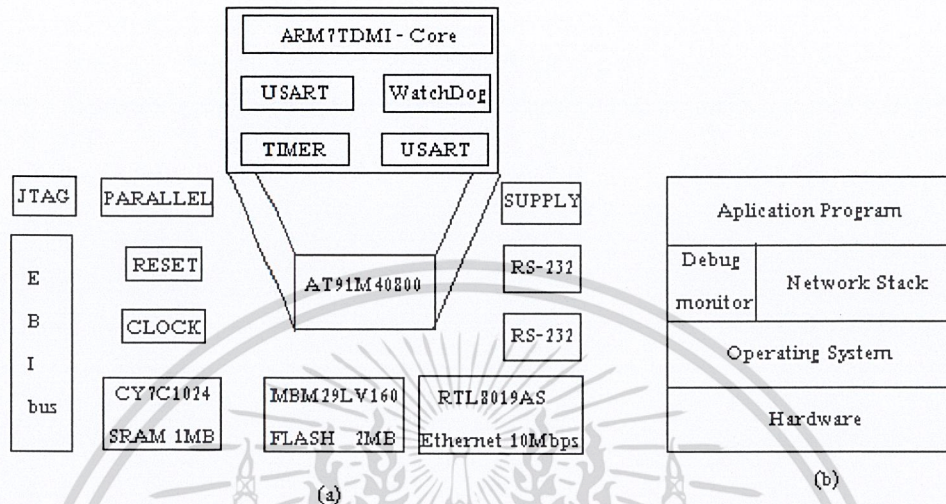 ARM7TDMI - Core
USART
WatchDog
TIMER
USART
JTAG
PARALLEL
SUPPLY
E
B
I
bus
RESET
CLOCK
AT91M40800
RS-232
RS-232
CY7C1024
SRAM 1MB
MBM29LV160
FLASH 2MB
RTL8019AS
Ethernet 10Mbps
(a)
Aplication Program
Debug
monitor
Network Stack
Operating System
Hardware
(b)